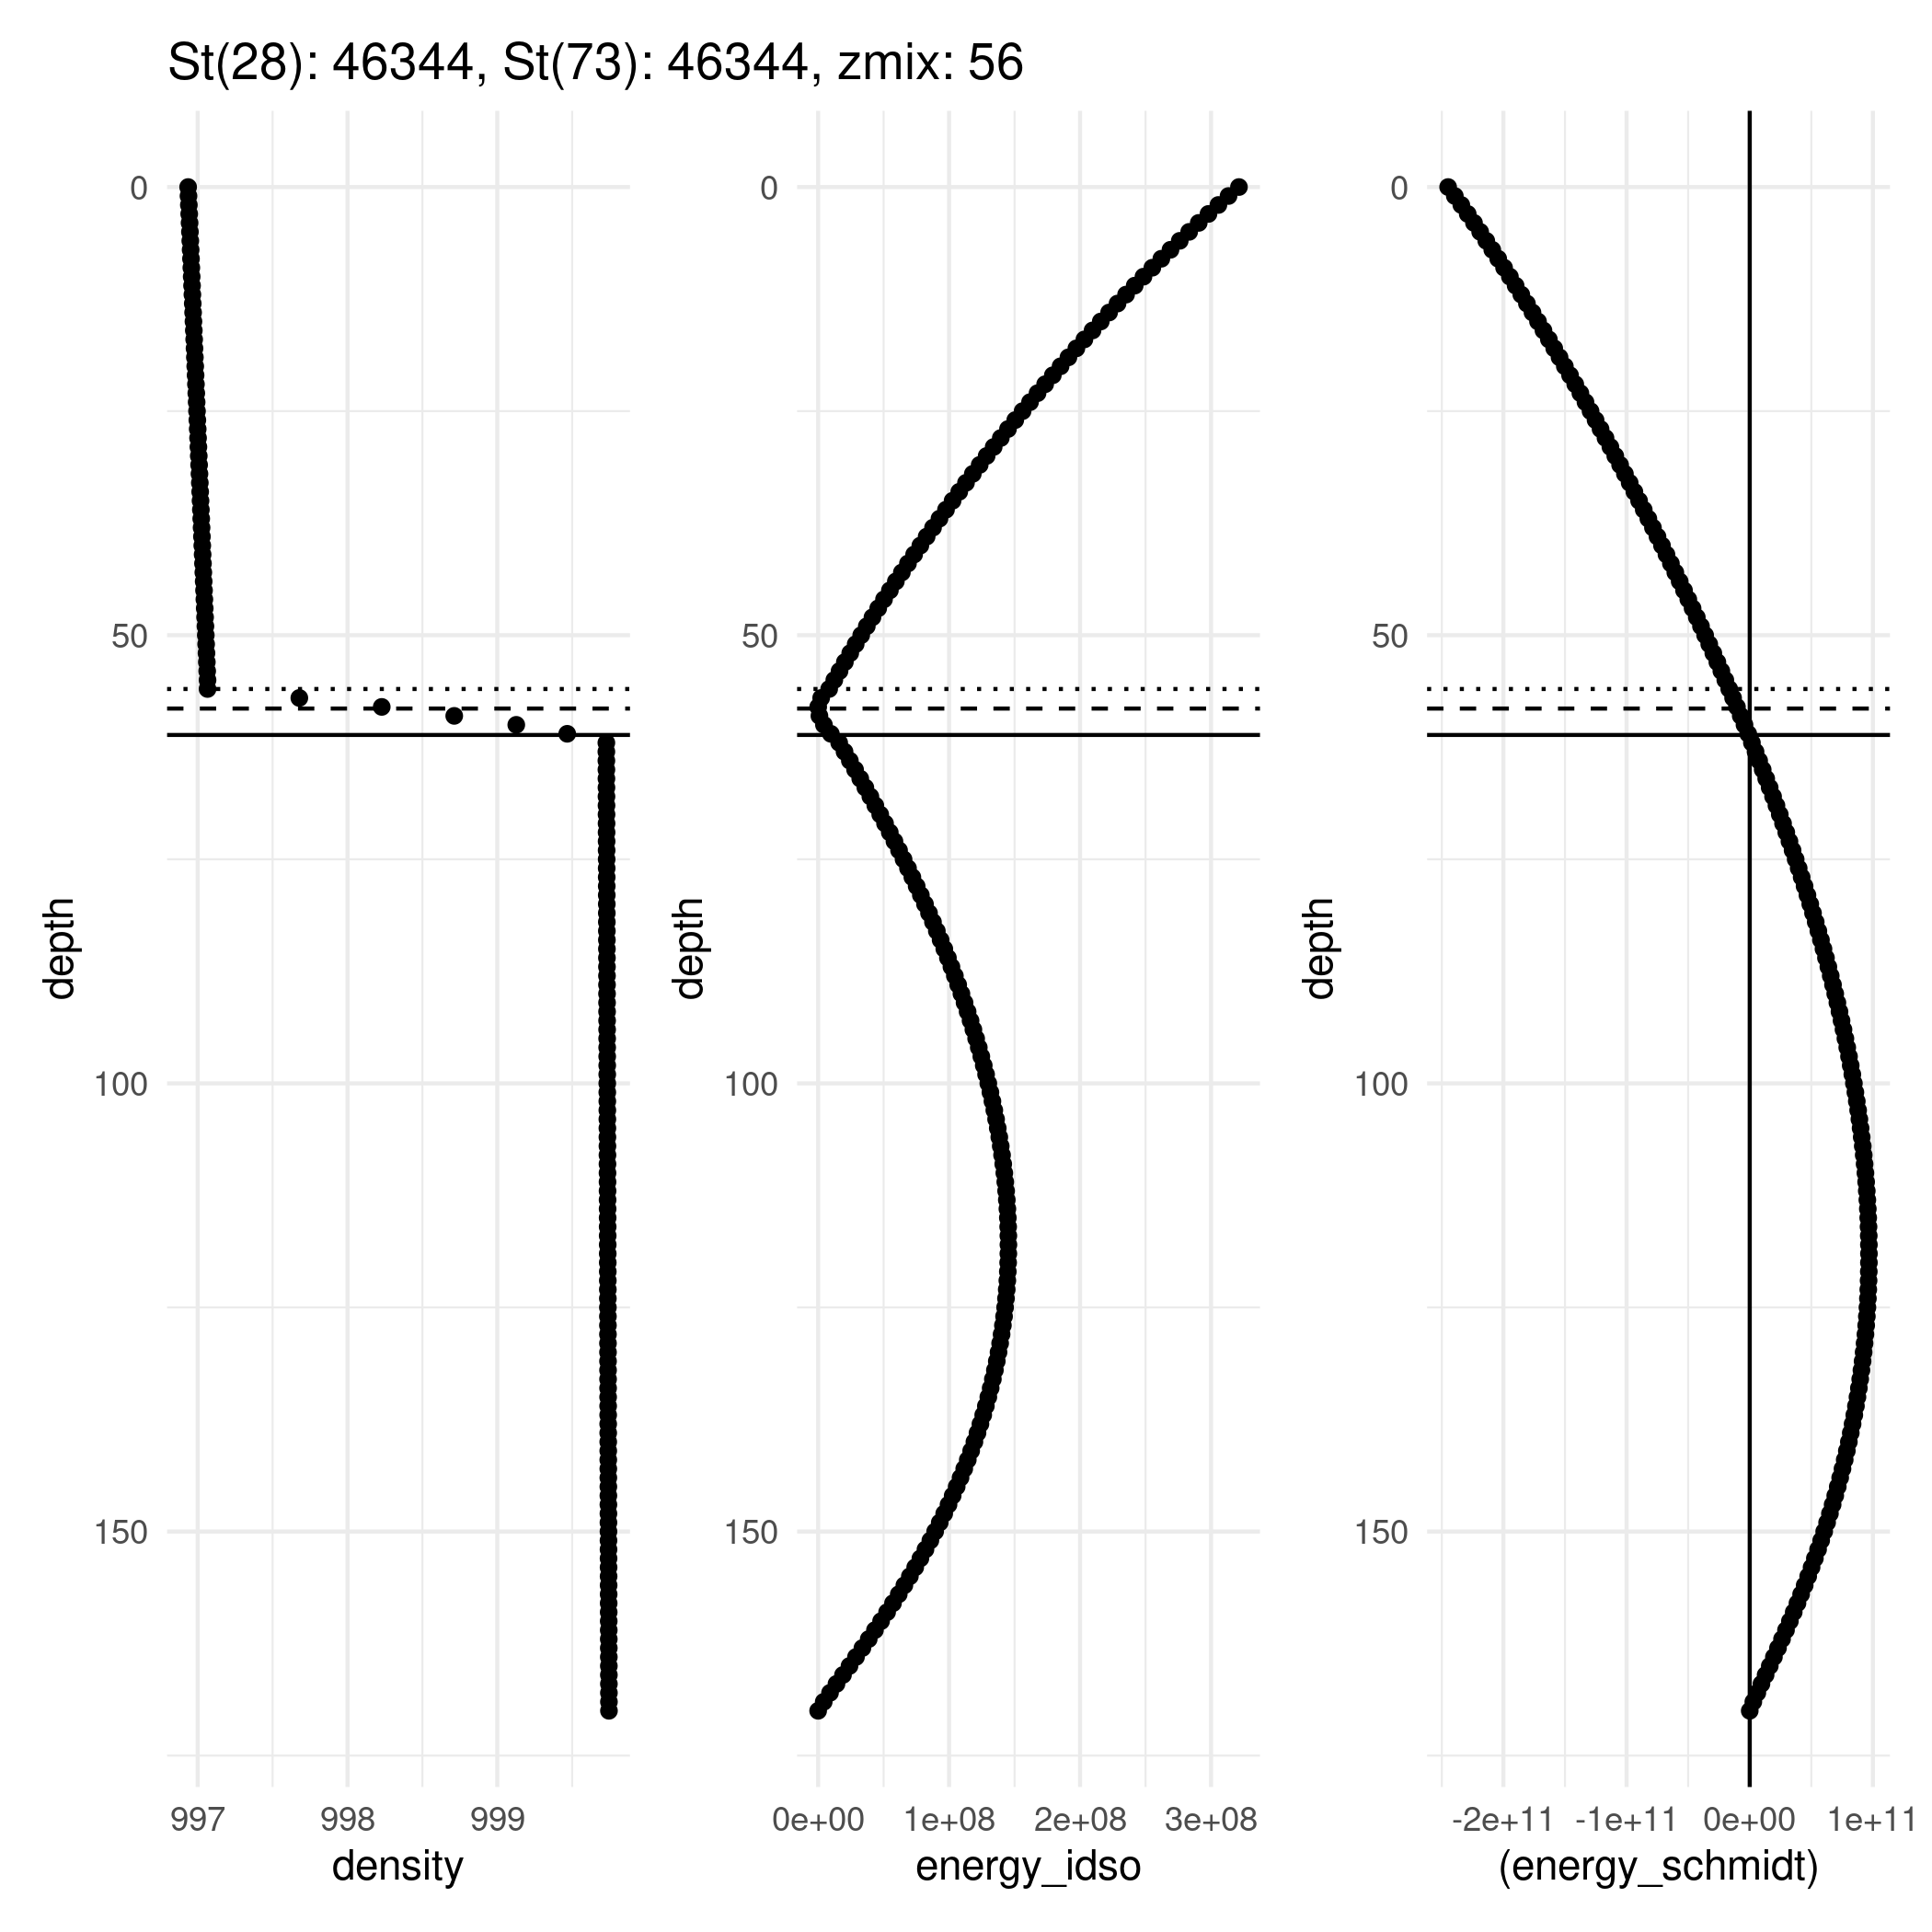 St(28): 46344, St(73): 46344, zmix: 56
0
50
100
150
depth
997 998 999
density
0
50
100
150
depth
0e+00 1e+08 2e+08 3e+08
energy_idso
0
50
100
150
depth
-2e+11 -1e+11 0e+00 1e+11
(energy_schmidt)